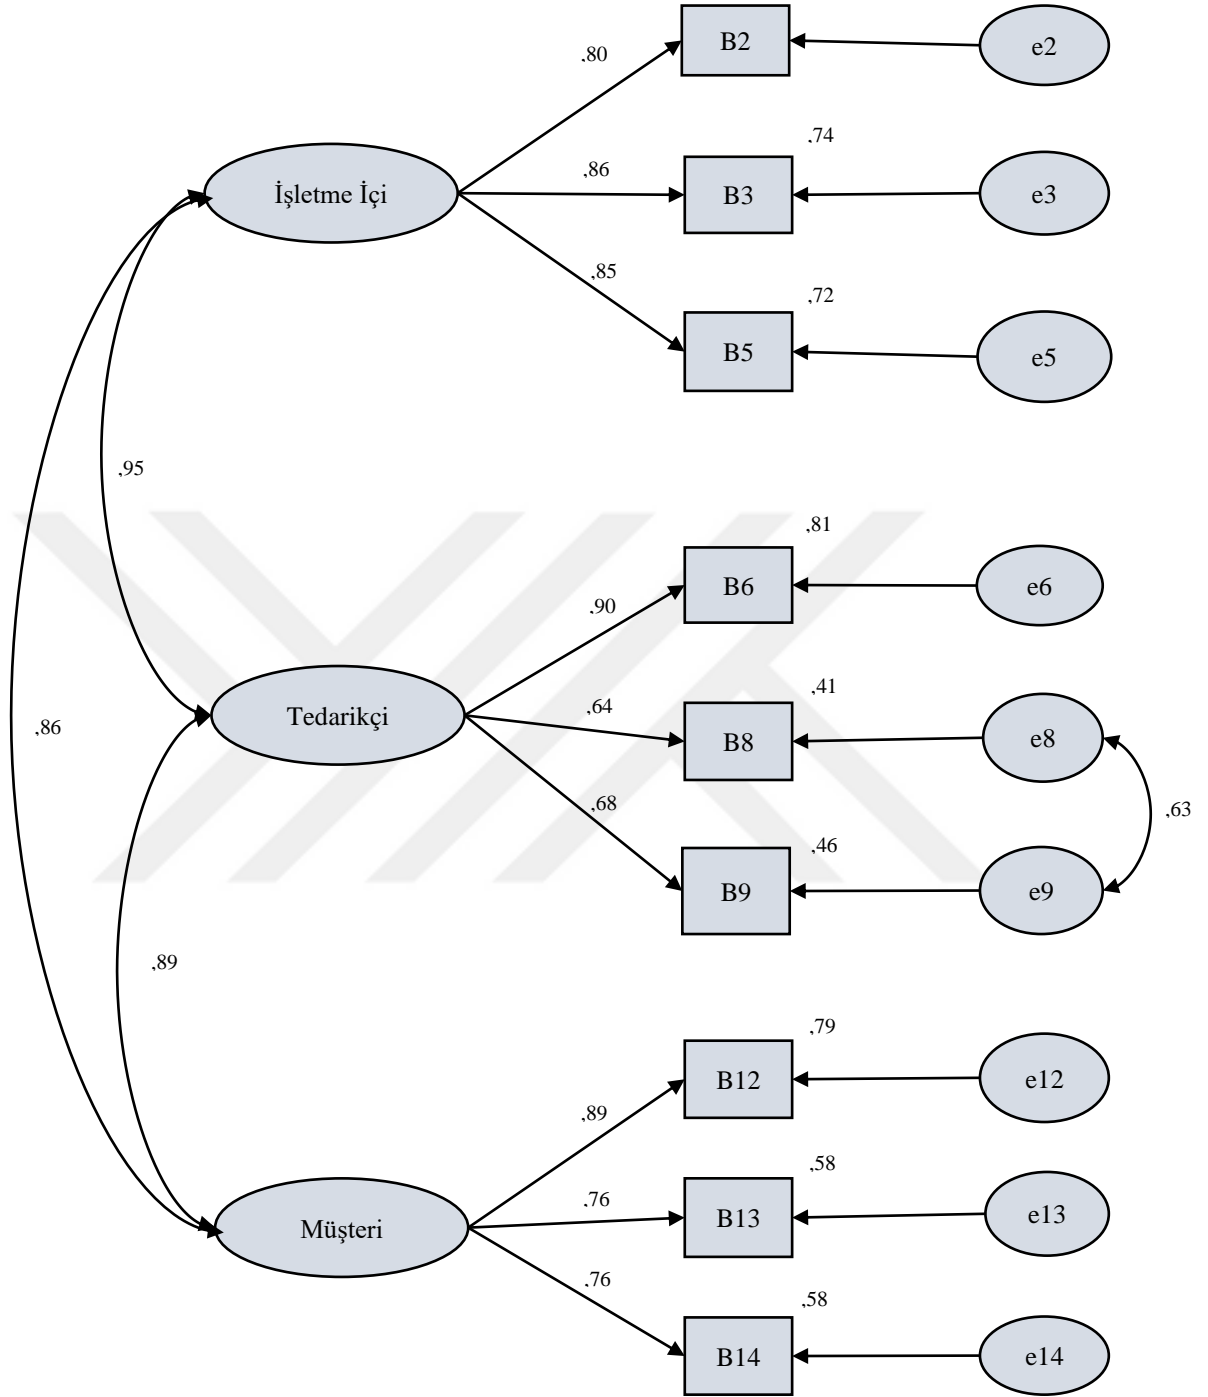 ,80
B2
e2
İşletme İçi
,86
,74
B3
e3
,85
,72
B5
e5
,95
,86
,81
,90
B6
e6
Tedarikçi
,64
,41
B8
e8
,63
,68
,46
B9
e9
,89
,79
,89
B12
e12
Müşteri
,76
,58
B13
e13
,76
,58
B14
e14